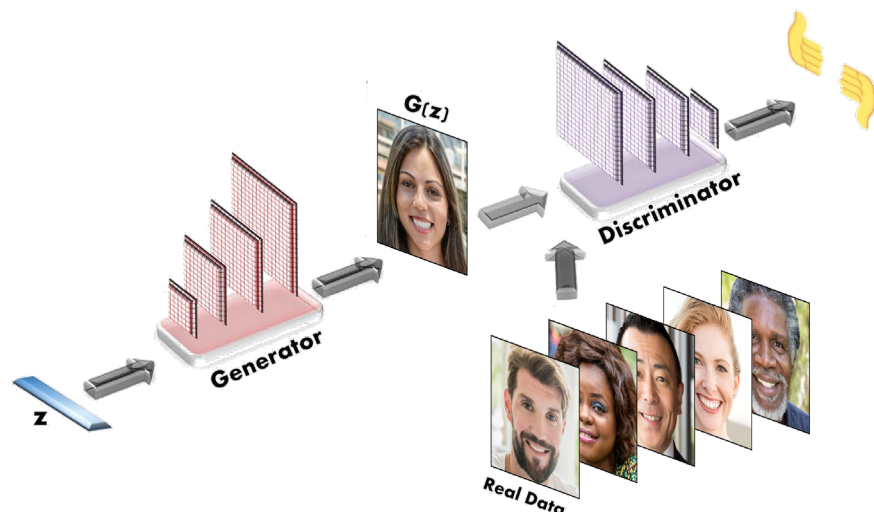 G(z)
Discriminator
Generator
z
Real Data